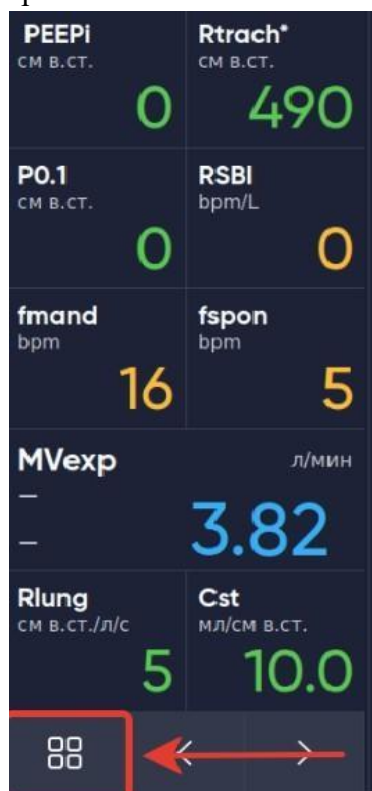 PEEPi Rtrach*
см в.ст. см в.ст.
0 490
P0.1 RSBI
см в.ст. bpm/L
0 0
fmand fspon
bpm bpm
16 5
MVexp л/мин
–
– 3.82
Rlung Cst
см в.ст./л/с мл/см в.ст.
5 10.0